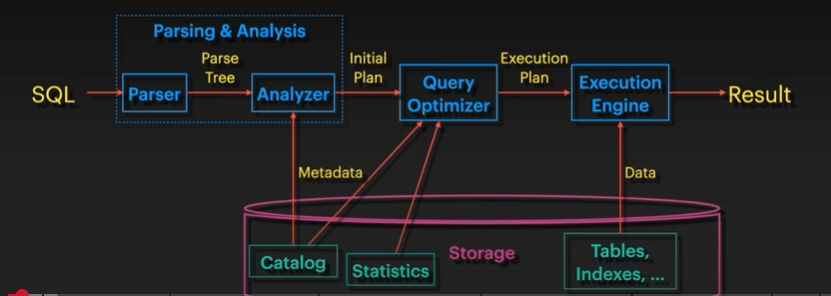 Parsing & Analysis
Parse
Tree
Initial
Plan
Execution
Plan
SQL
Parser
Analyzer
Query
Optimizer
Execution
Engine
Result
Metadata
Data
Catalog
Statistics
Storage
Tables,
Indexes, ...